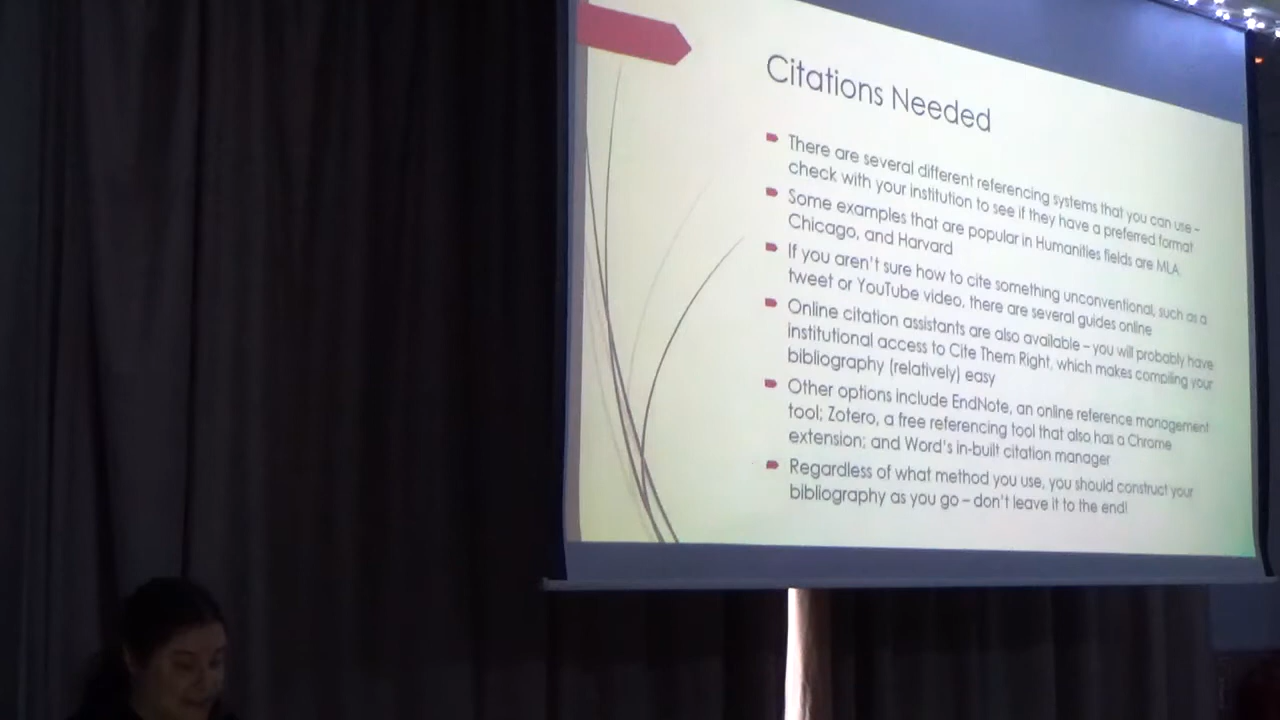 Citations Needed
There are several different referencing systems that you can use –
check with your institution to see if they have a preferred format
Some examples that are popular in Humanities fields are MLA,
Chicago, and Harvard
If you aren't sure how to cite something unconventional, such as a
tweet or YouTube video, there are several guides online
Online citation assistants are also available – you will probably have
institutional access to Cite Them Right, which makes compiling your
bibliography (relatively) easy
Other options include EndNote, an online reference management
tool; Zotero, a free referencing tool that also has a Chrome
extension; and Word's in-built citation manager
Regardless of what method you use, you should construct your
bibliography as you go – don't leave it to the end!